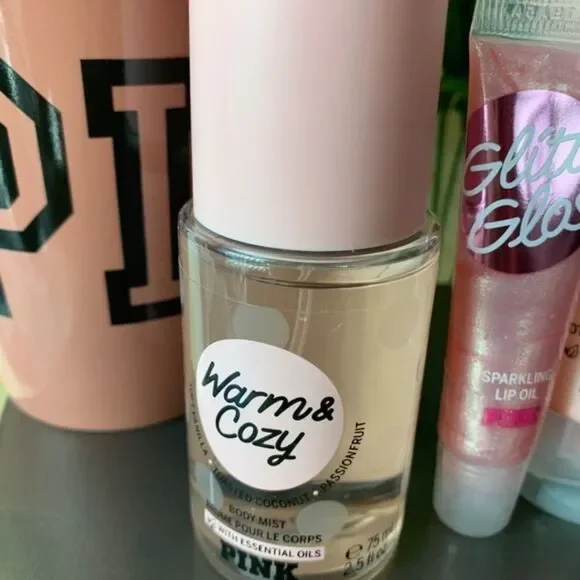 PI
Warm &
Cozy
VANILLA • TOASTED COCONUT • PASSIONFRUIT
BODY MIST
BRUME POUR LE CORPS
WITH ESSENTIAL OILS
PINK
e 75 ml
2.5 fl oz
Glitt
Glos
SPARKLING
LIP OIL